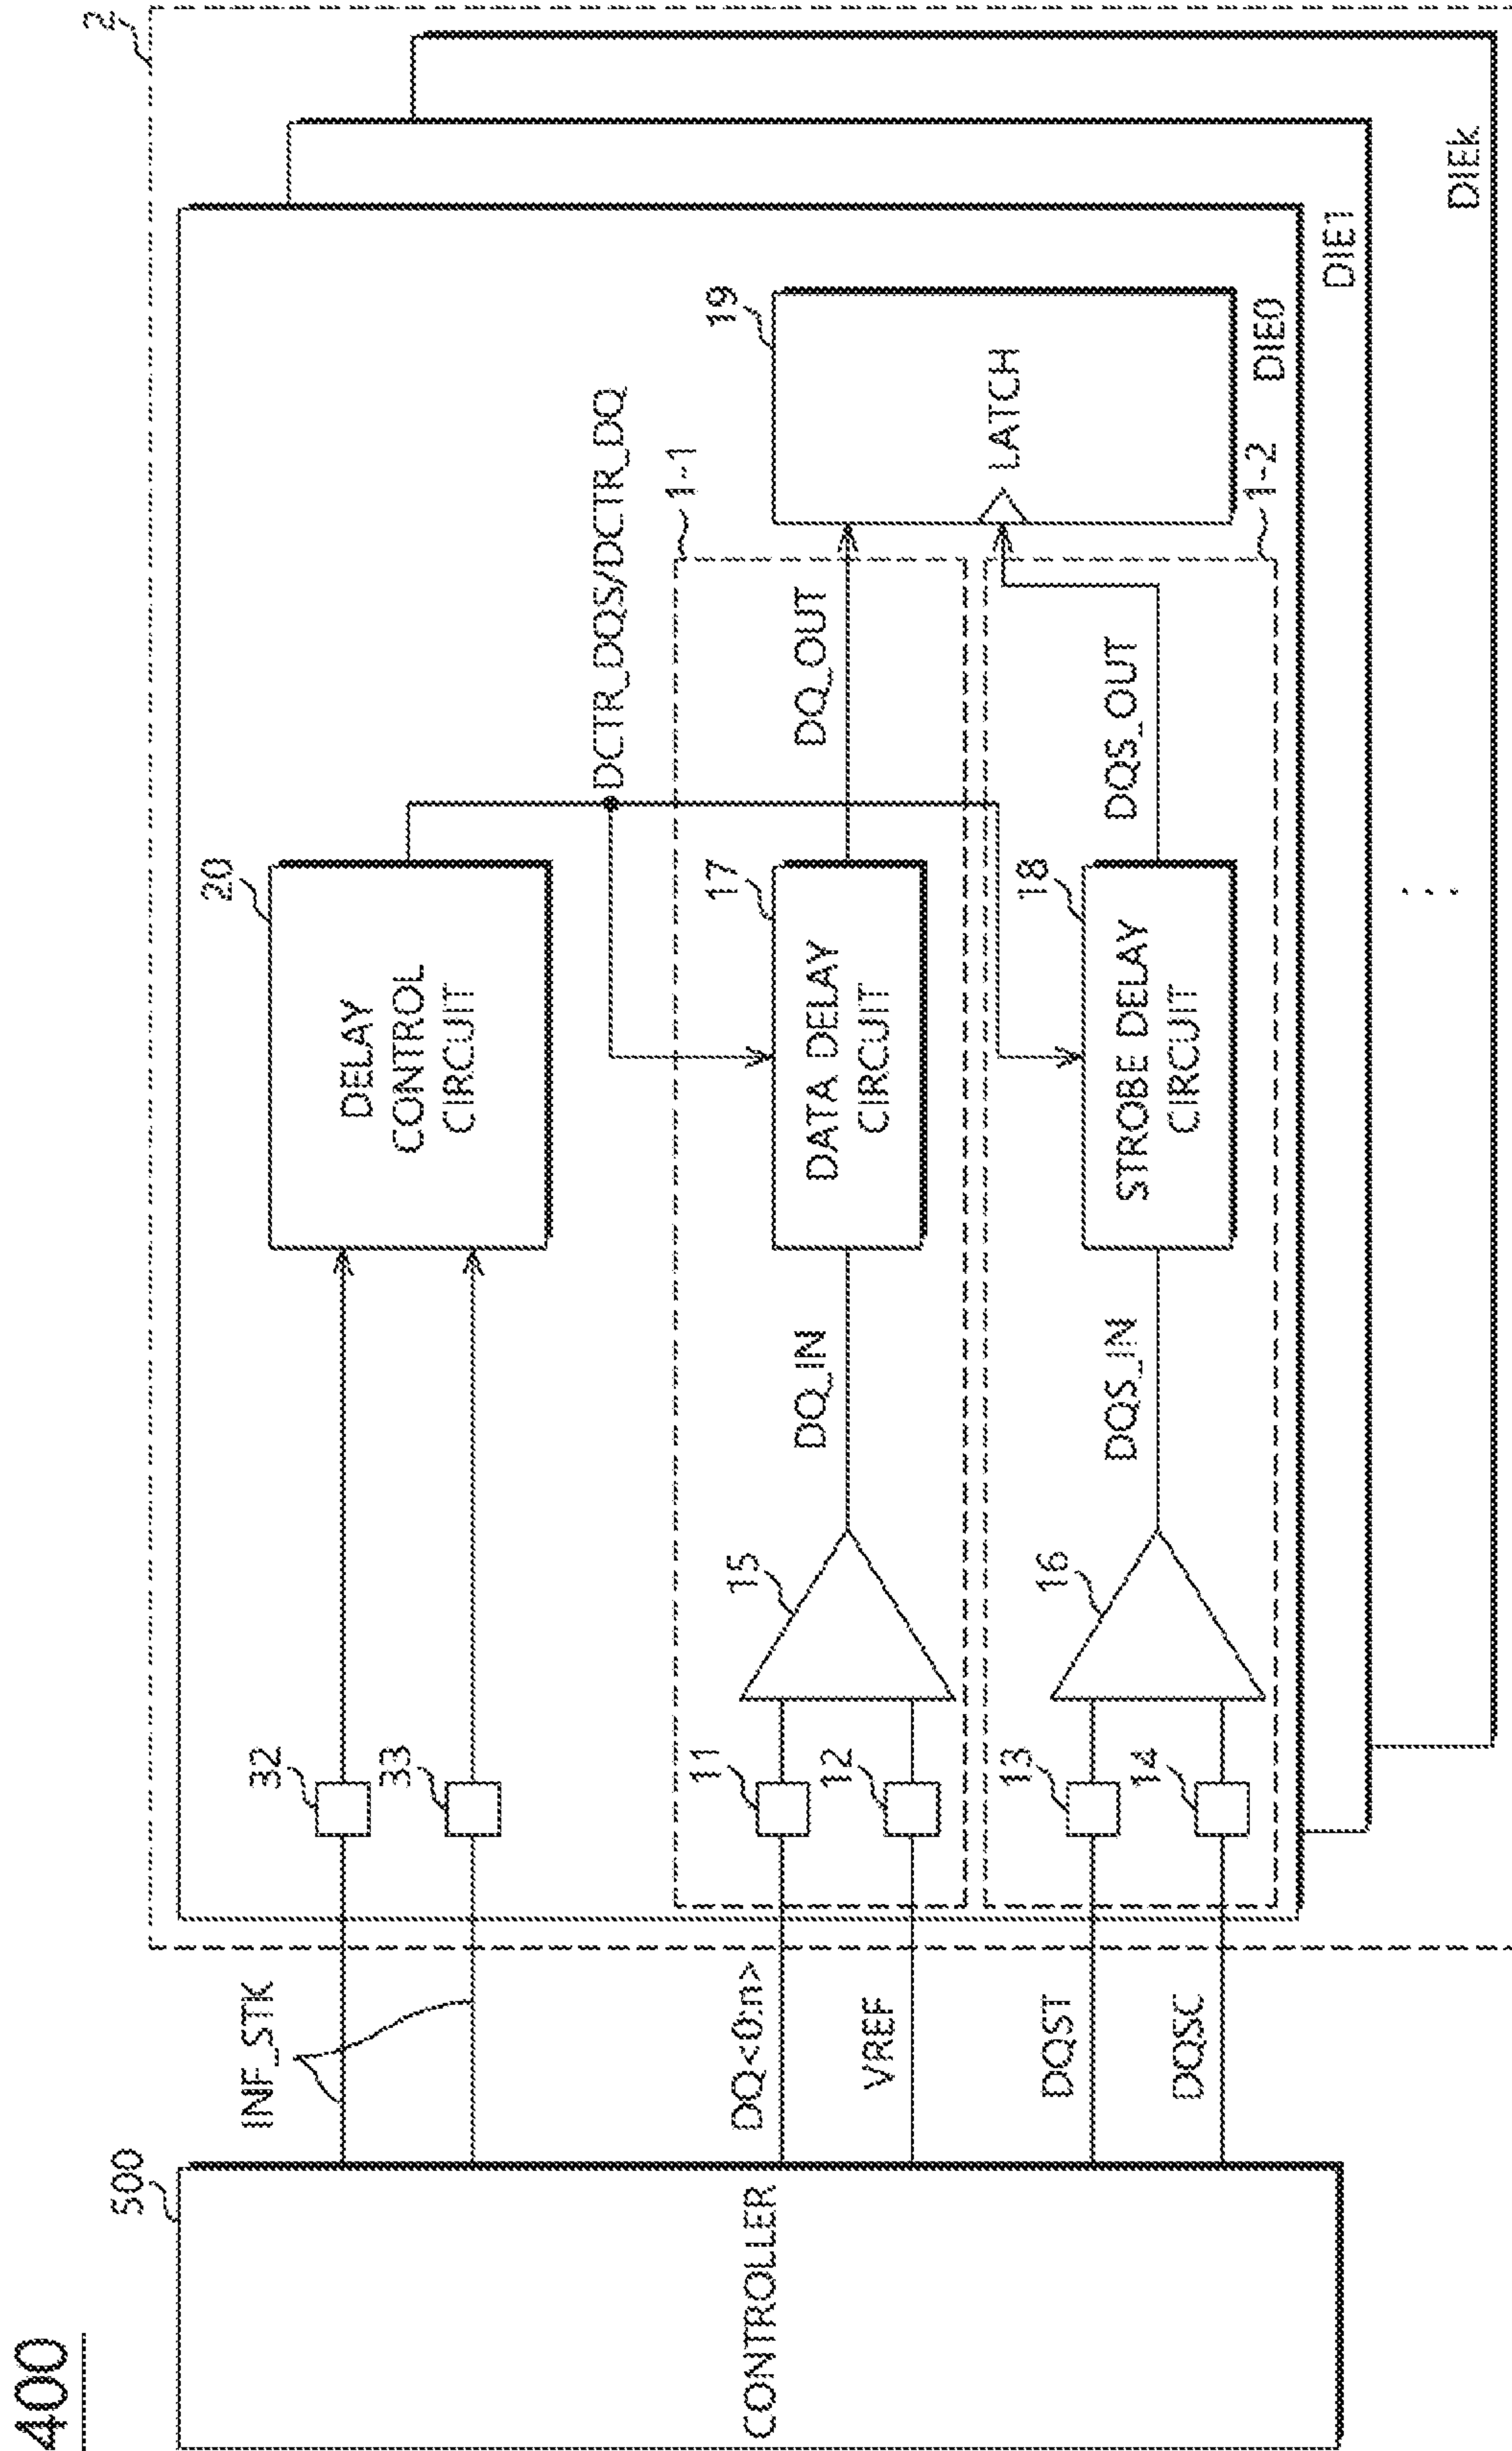 400
500
CONTROLLER
INF_STK
DQ<0:n>
VREF
DQST
DQSC
2
32
33
11
12
13
14
15
16
DQ_IN
DQS_IN
20
DELAY
CONTROL
CIRCUIT
17
DATA DELAY
CIRCUIT
18
STROBE DELAY
CIRCUIT
DCTR_DQS/DCTR_DQ
1-1
DQ_OUT
DQS_OUT
1-2
19
LATCH
DIE0
DIE1
DIEk